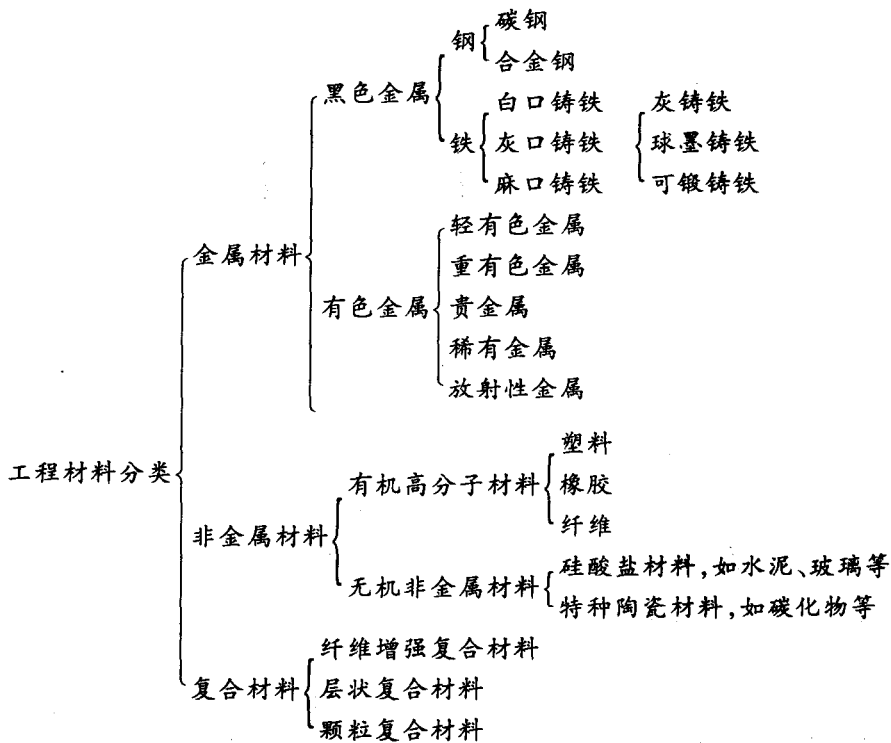 工程材料分类
金属材料
黑色金属
钢
碳钢
合金钢
铁
白口铸铁
灰口铸铁
麻口铸铁
灰铸铁
球墨铸铁
可锻铸铁
有色金属
轻有色金属
重有色金属
贵金属
稀有金属
放射性金属
非金属材料
有机高分子材料
塑料
橡胶
纤维
无机非金属材料
硅酸盐材料,如水泥、玻璃等
特种陶瓷材料,如碳化物等
复合材料
纤维增强复合材料
层状复合材料
颗粒复合材料